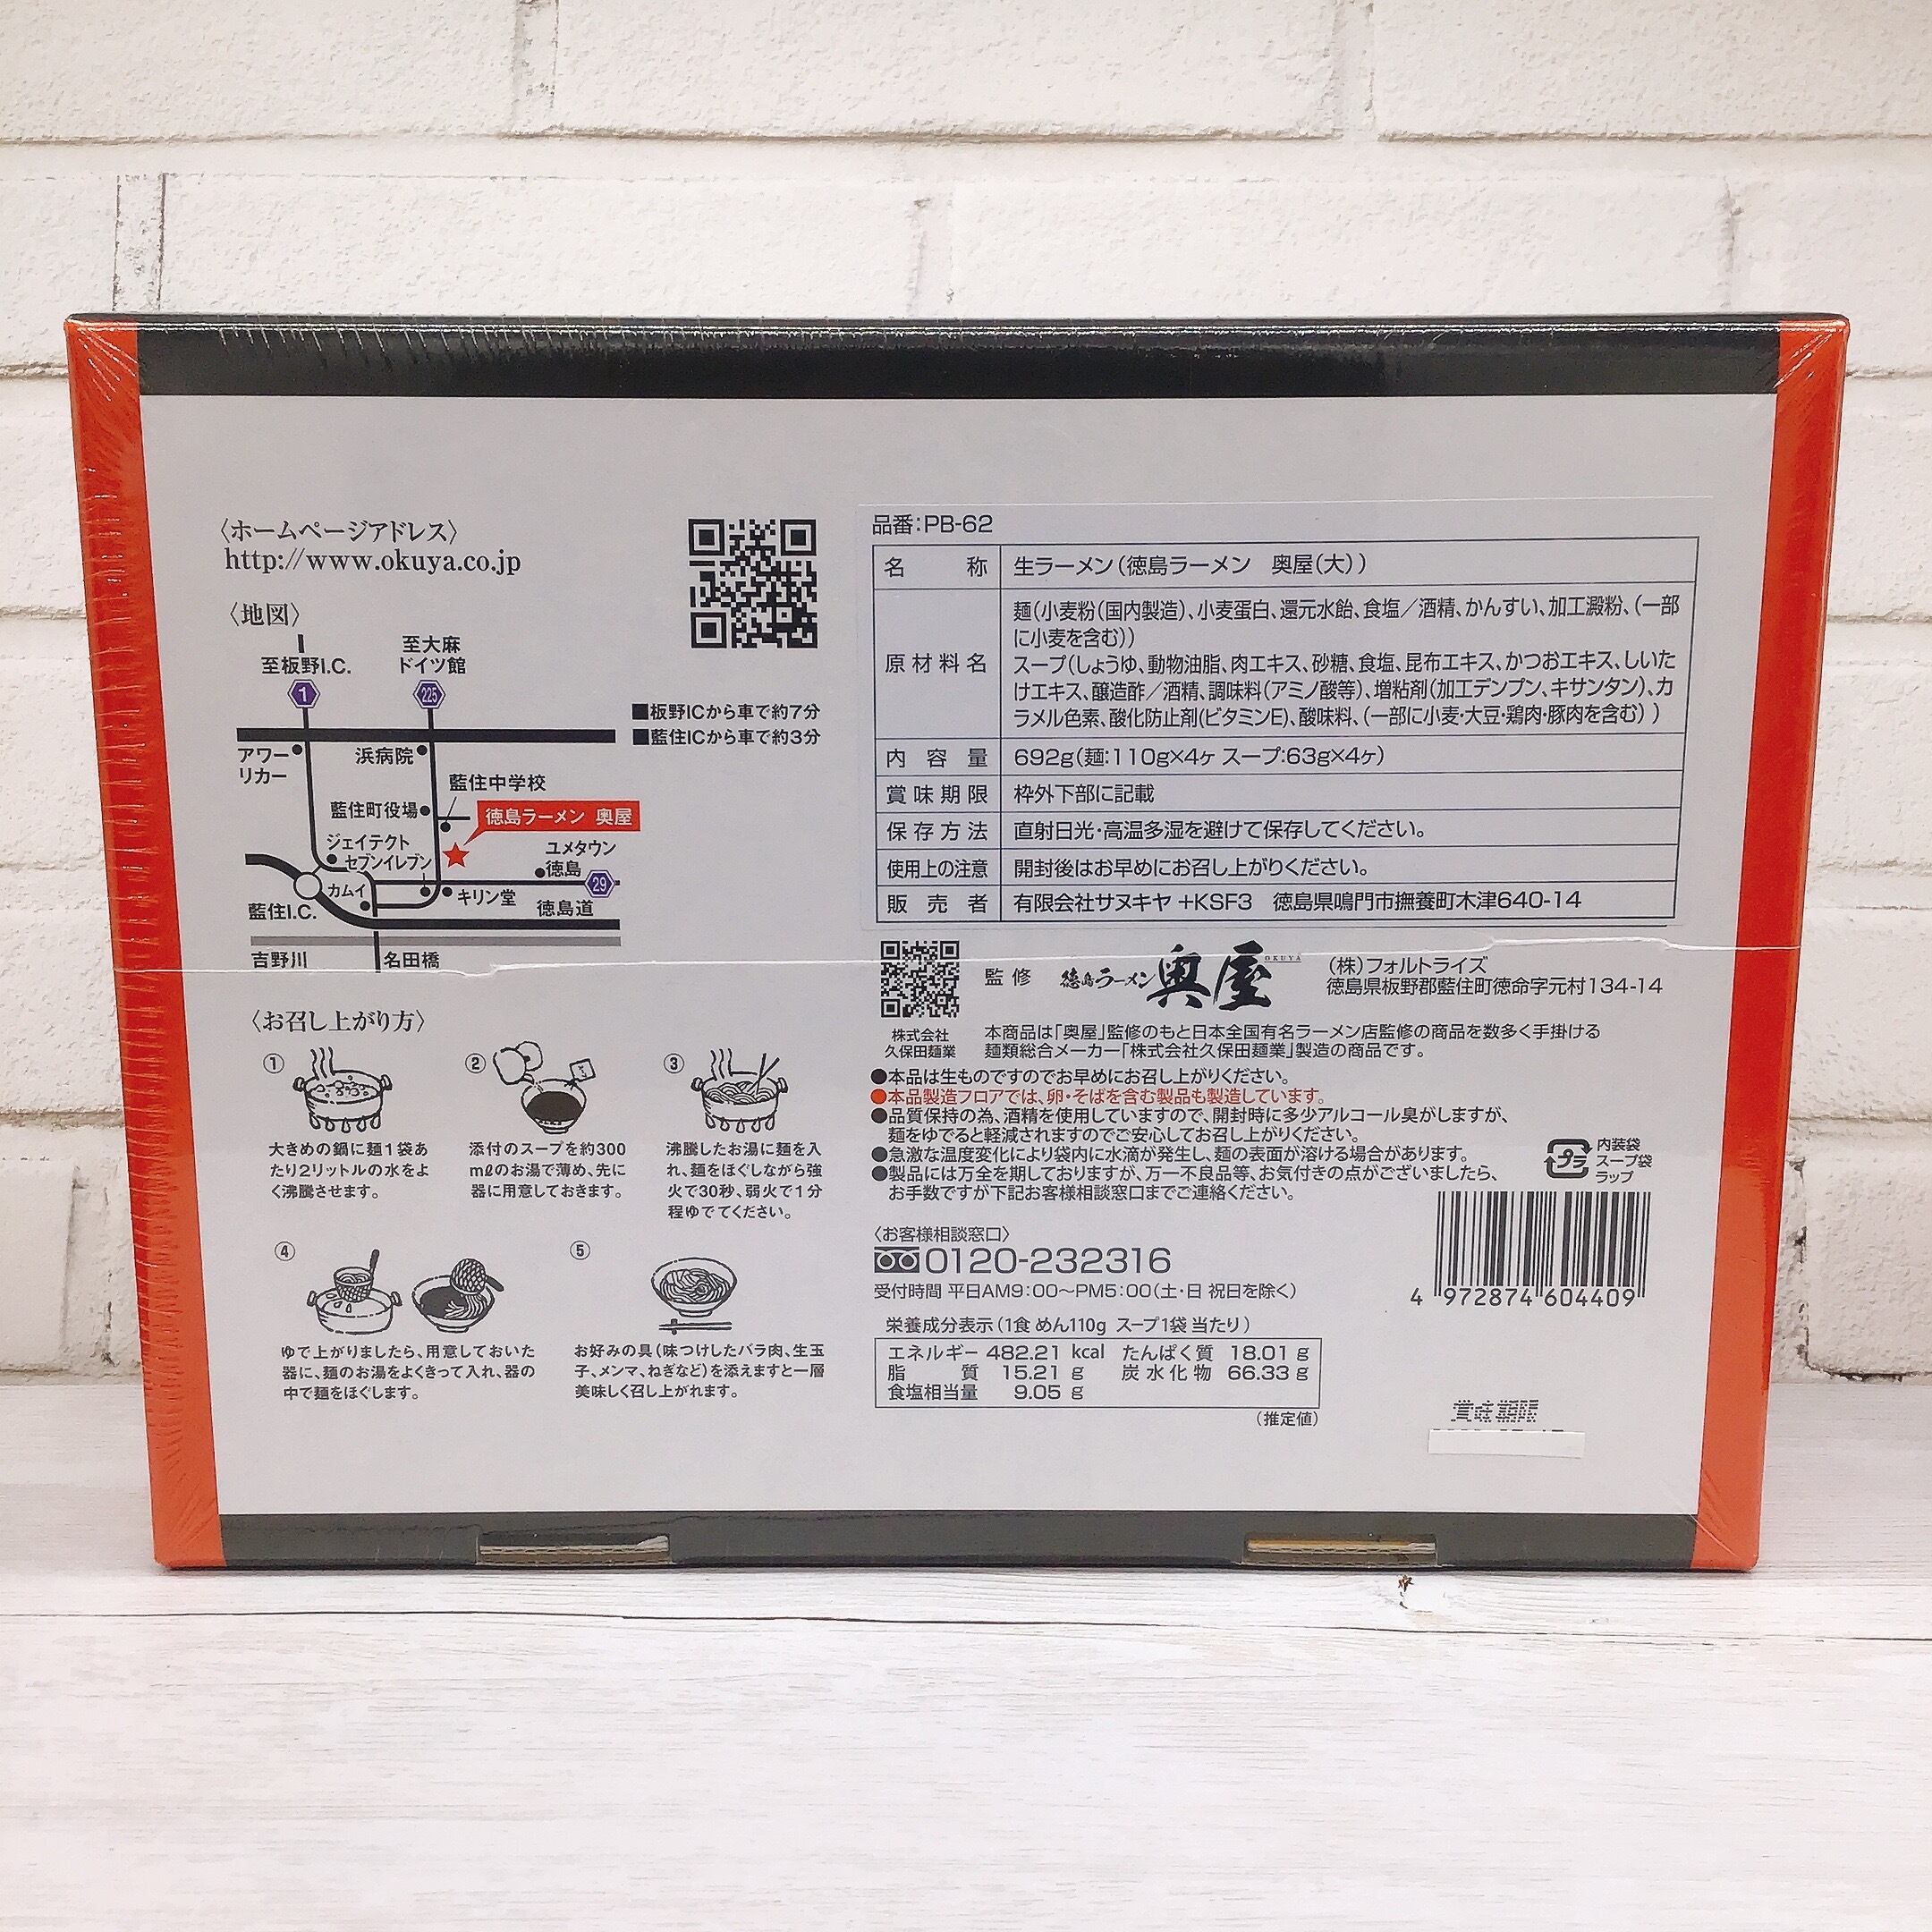 〈ホームページアドレス〉
http://www.okuya.co.jp
〈地図〉
至板野I.C.
至大麻
ドイツ館
1
225
■板野ICから車で約7分
■藍住ICから車で約3分
アワー
リカー
浜病院
藍住中学校
藍住町役場
徳島ラーメン 奥屋
ジェイテクト
セブンイレブン
ユメタウン
徳島
29
カムイ
キリン堂
藍住I.C.
徳島道
吉野川
名田橋
〈お召し上がり方〉
①
大きめの鍋に麺1袋あ
たり2リットルの水をよ
く沸騰させます。
②
添付のスープを約300
mℓのお湯で薄め、先に
器に用意しておきます。
③
沸騰したお湯に麺を入
れ、麺をほぐしながら強
火で30秒、弱火で1分
程ゆでてください。
④
ゆで上がりましたら、用意しておいた
器に、麺のお湯をよくきって入れ、器の
中で麺をほぐします。
⑤
お好みの具(味つけしたバラ肉、生玉
子、メンマ、ねぎなど)を添えますと一層
美味しく召し上がれます。
品番:PB-62
名称 生ラーメン(徳島ラーメン 奥屋(大))
原材料名 麺(小麦粉(国内製造)、小麦蛋白、還元水飴、食塩/酒精、かんすい、加工澱粉、(一部
に小麦を含む))
スープ(しょうゆ、動物油脂、肉エキス、砂糖、食塩、昆布エキス、かつおエキス、しいた
けエキス、醸造酢/酒精、調味料(アミノ酸等)、増粘剤(加工デンプン、キサンタン)、カ
ラメル色素、酸化防止剤(ビタミンE)、酸味料、(一部に小麦・大豆・鶏肉・豚肉を含む))
内容量 692g(麺:110g×4ヶ スープ:63g×4ヶ)
賞味期限 枠外下部に記載
保存方法 直射日光・高温多湿を避けて保存してください。
使用上の注意 開封後はお早めにお召し上がりください。
販売者 有限会社サヌキヤ +KSF3 徳島県鳴門市撫養町木津640-14
監修 徳島ラーメン 奥屋 OKUYA
(株)フォルトライズ
徳島県板野郡藍住町徳命字元村134-14
株式会社
久保田麺業
本商品は「奥屋」監修のもと日本全国有名ラーメン店監修の商品を数多く手掛ける
麺類総合メーカー「株式会社久保田麺業」製造の商品です。
●本品は生ものですのでお早めにお召し上がりください。
●本品製造フロアでは、卵・そばを含む製品も製造しています。
●品質保持の為、酒精を使用していますので、開封時に多少アルコール臭がしますが、
麺をゆでると軽減されますのでご安心してお召し上がりください。
●急激な温度変化により袋内に水滴が発生し、麺の表面が溶ける場合があります。
●製品には万全を期しておりますが、万一不良品等、お気付きの点がございましたら、
お手数ですが下記お客様相談窓口までご連絡ください。
プラ
内装袋
スープ袋
ラップ
〈お客様相談窓口〉
0120-232316
受付時間 平日AM9:00～PM5:00(土・日 祝日を除く)
4 972874 604409
栄養成分表示(1食 めん110g スープ1袋 当たり)
エネルギー 482.21 kcal たんぱく質 18.01 g
脂質 15.21 g 炭水化物 66.33 g
食塩相当量 9.05 g
(推定値)
賞味期限